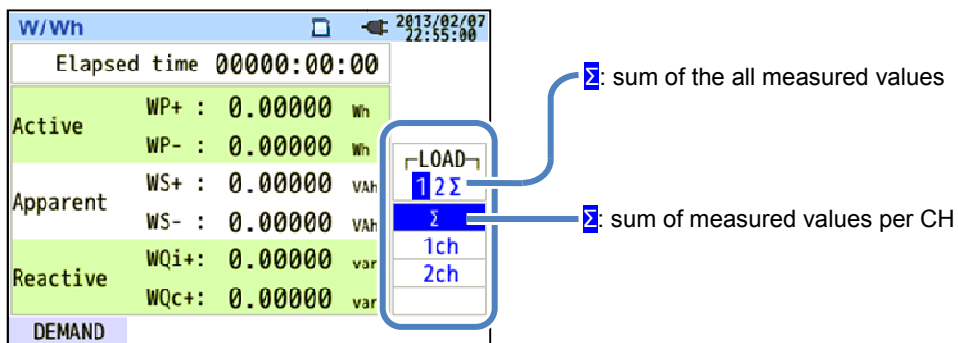 W/Wh 2013/02/07
22:55:00
Elapsed time 00000:00:00
Active WP+ : 0.00000 Wh
WP- : 0.00000 Wh
Apparent WS+ : 0.00000 VAh
WS- : 0.00000 VAh
Reactive WQi+: 0.00000 var
WQc+: 0.00000 var
DEMAND
LOAD
1 2 Σ
Σ
1ch
2ch
Σ: sum of the all measured values
Σ: sum of measured values per CH